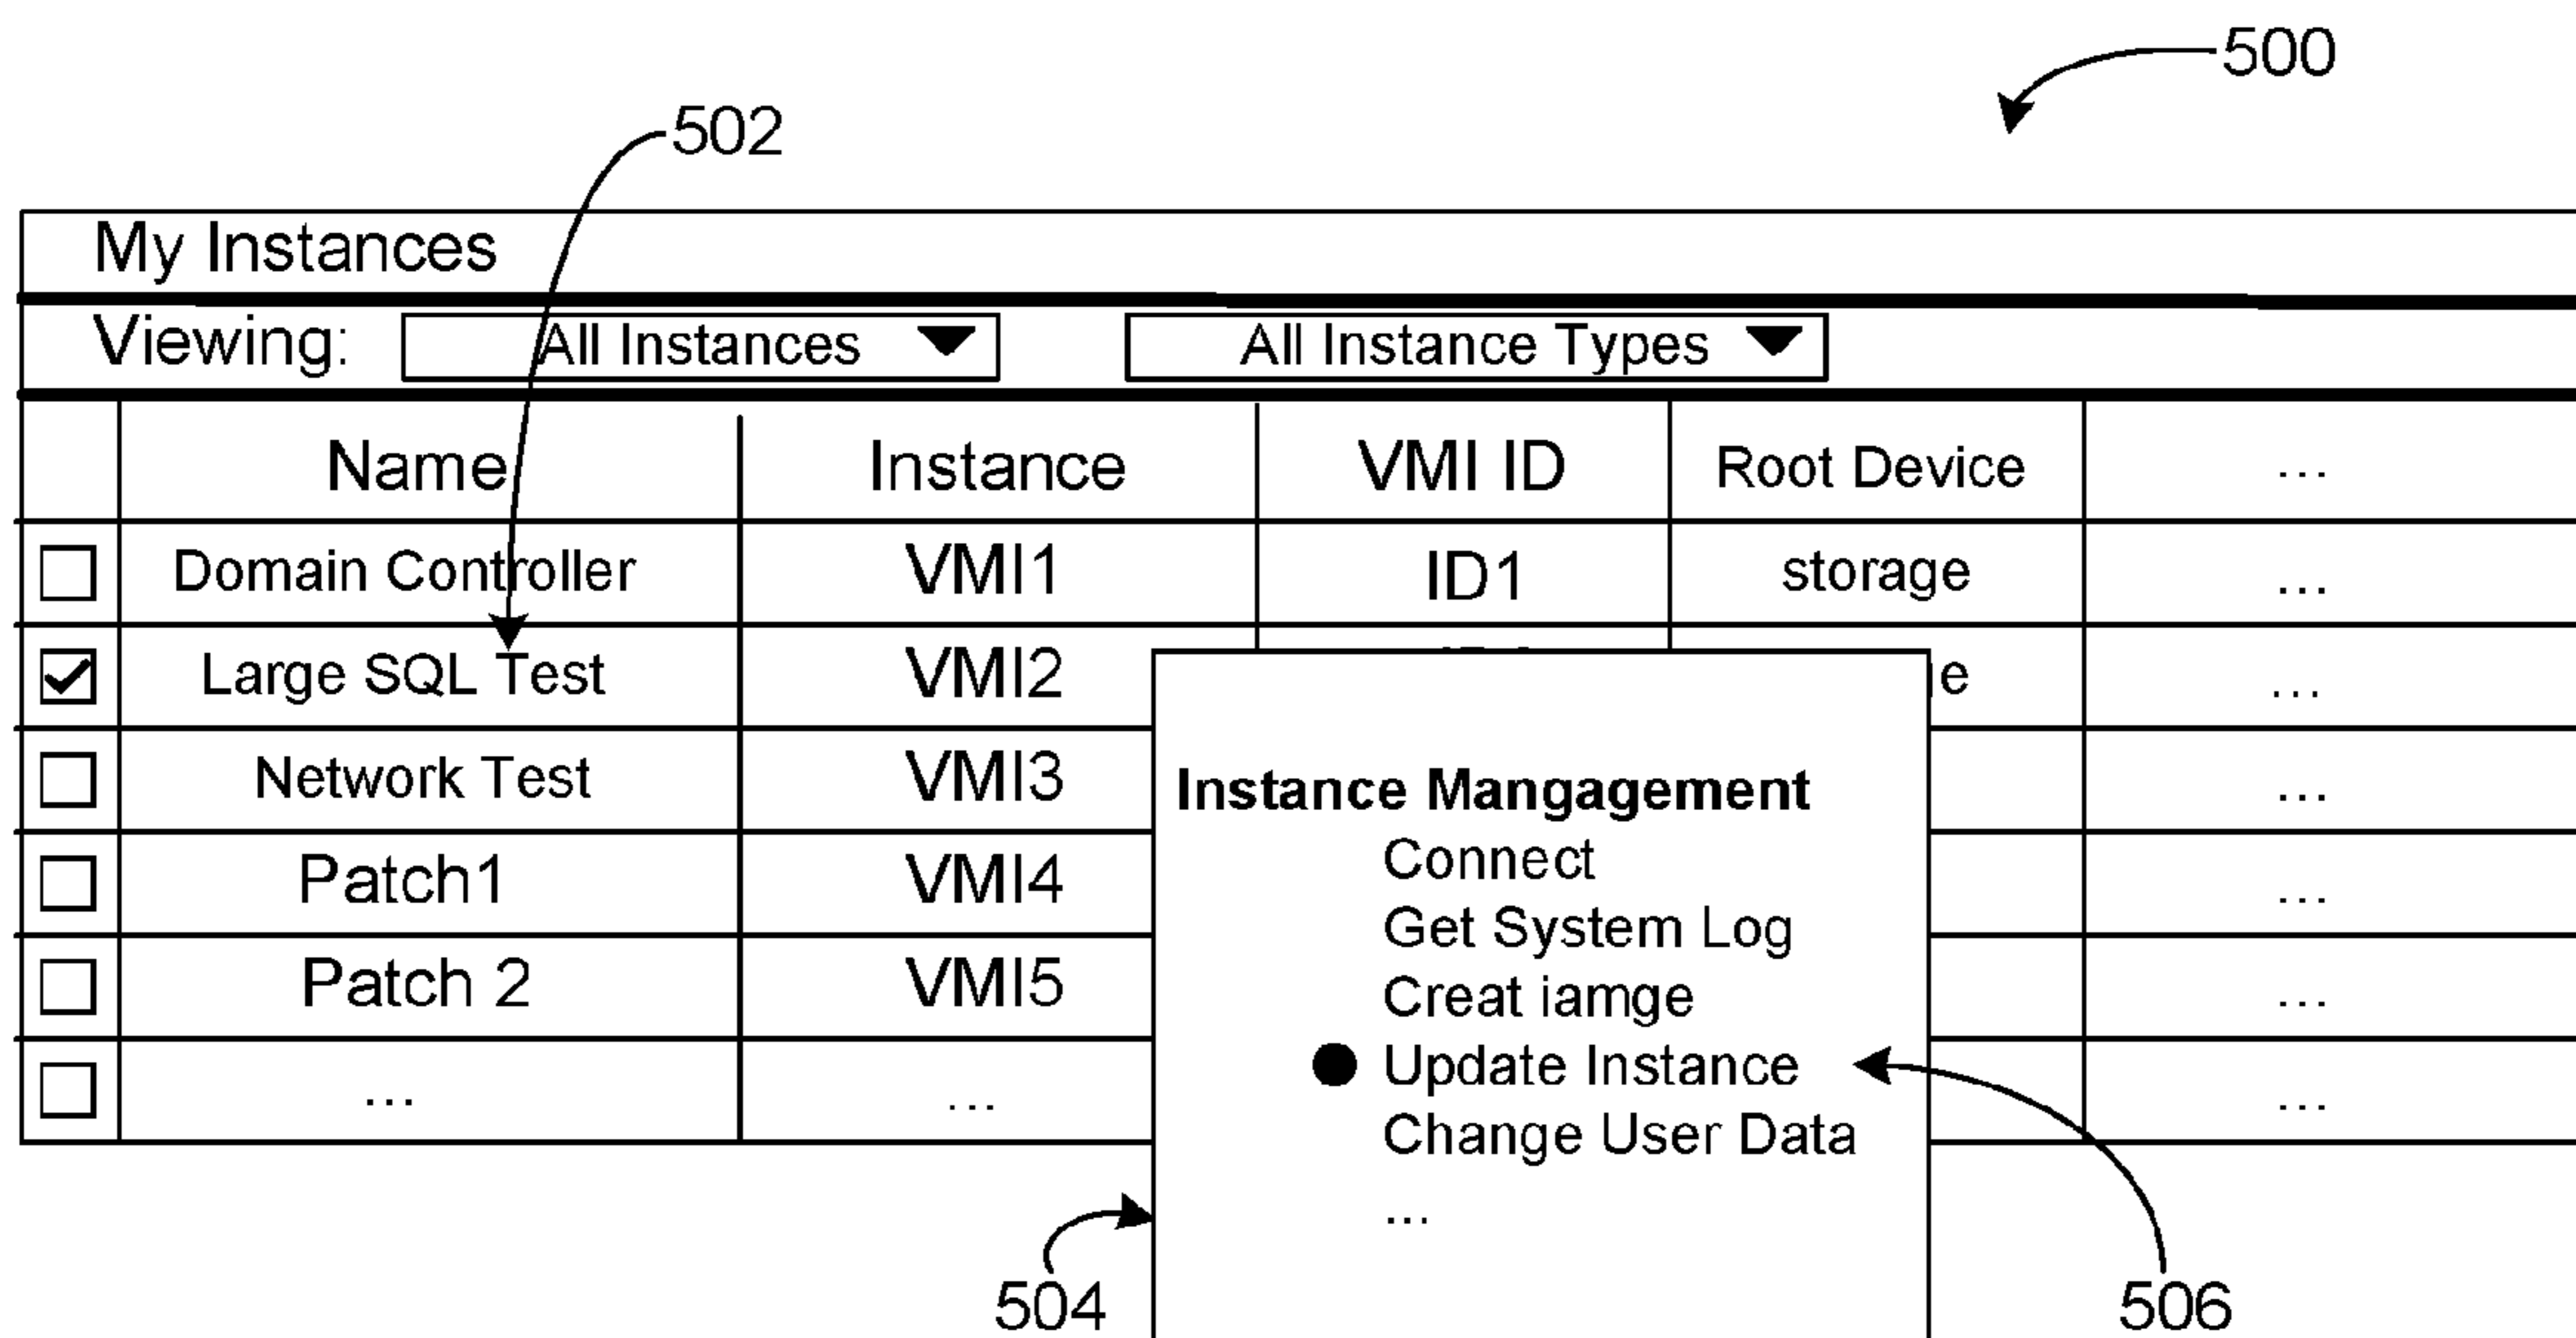 500
502
My Instances
Viewing: All Instances All Instance Types
Name Instance VMI ID Root Device ...
Domain Controller VMI1 ID1 storage ...
Large SQL Test VMI2 e ...
Network Test VMI3 ...
Patch1 VMI4 ...
Patch 2 VMI5 ...
... ... ...
Instance Mangagement
Connect
Get System Log
Creat iamge
Update Instance
Change User Data
...
504
506